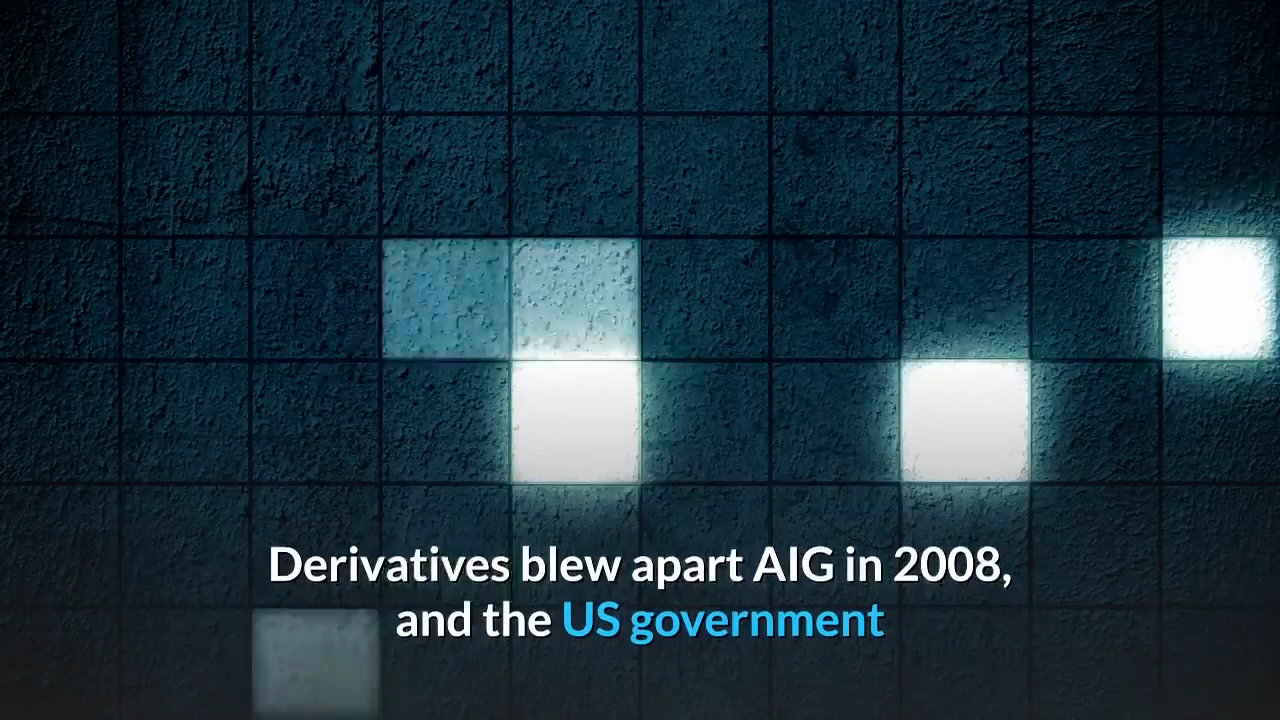 Derivatives blew apart AIG in 2008,
and the US government